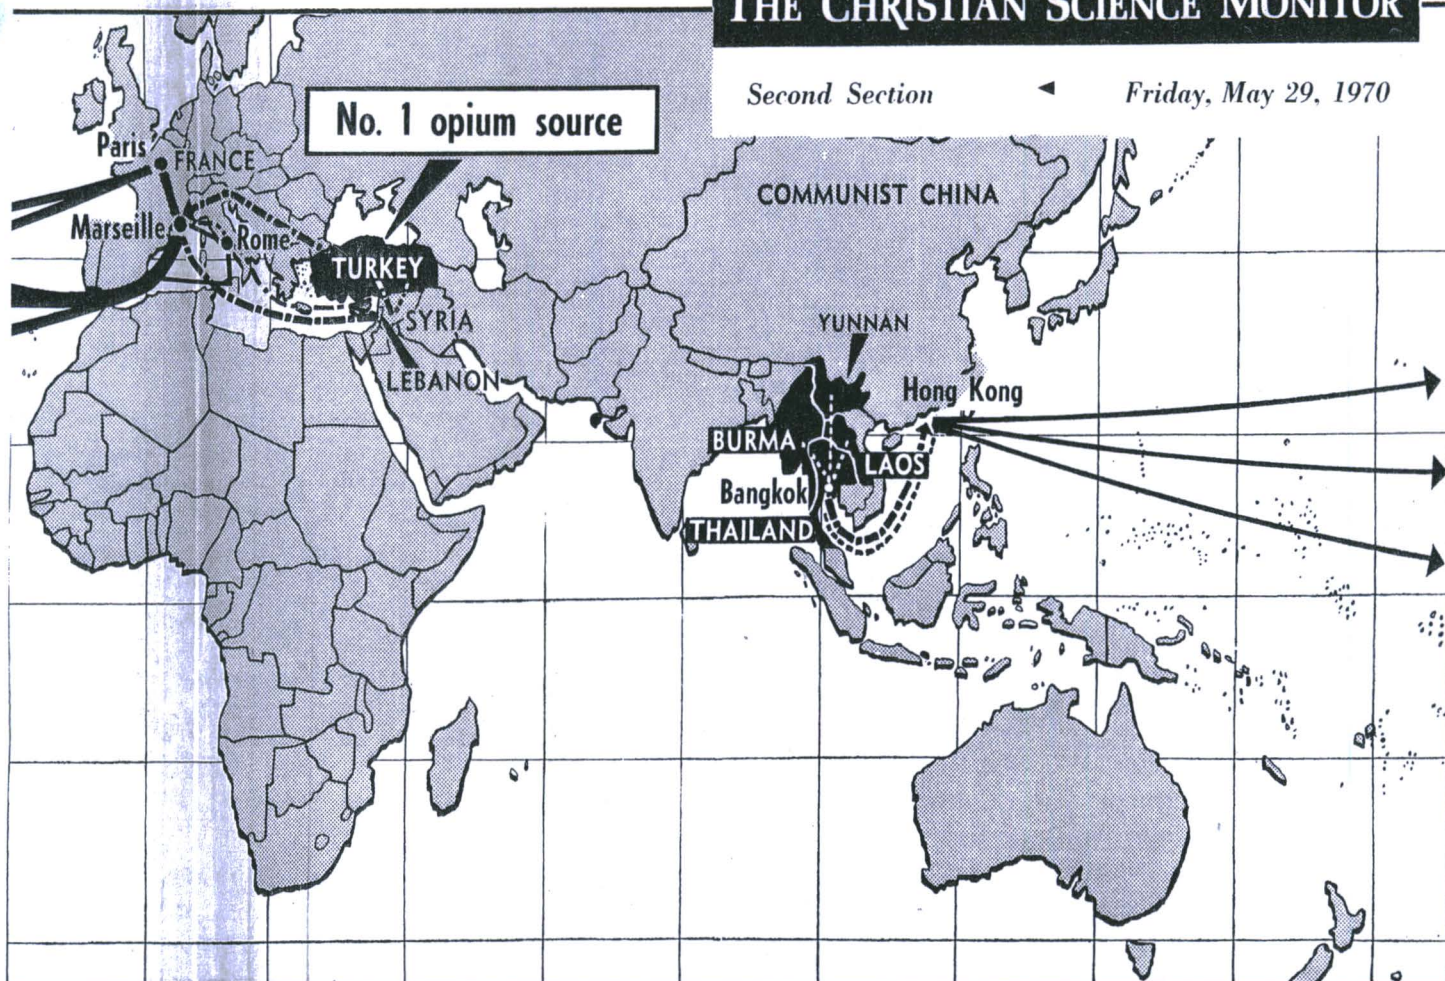 THE CHRISTIAN SCIENCE MONITOR
Second Section ◄ Friday, May 29, 1970
No. 1 opium source
Paris
FRANCE
COMMUNIST CHINA
Marseille
Rome
TURKEY
SYRIA
YUNNAN
LEBANON
Hong Kong
BURMA
LAOS
Bangkok
THAILAND